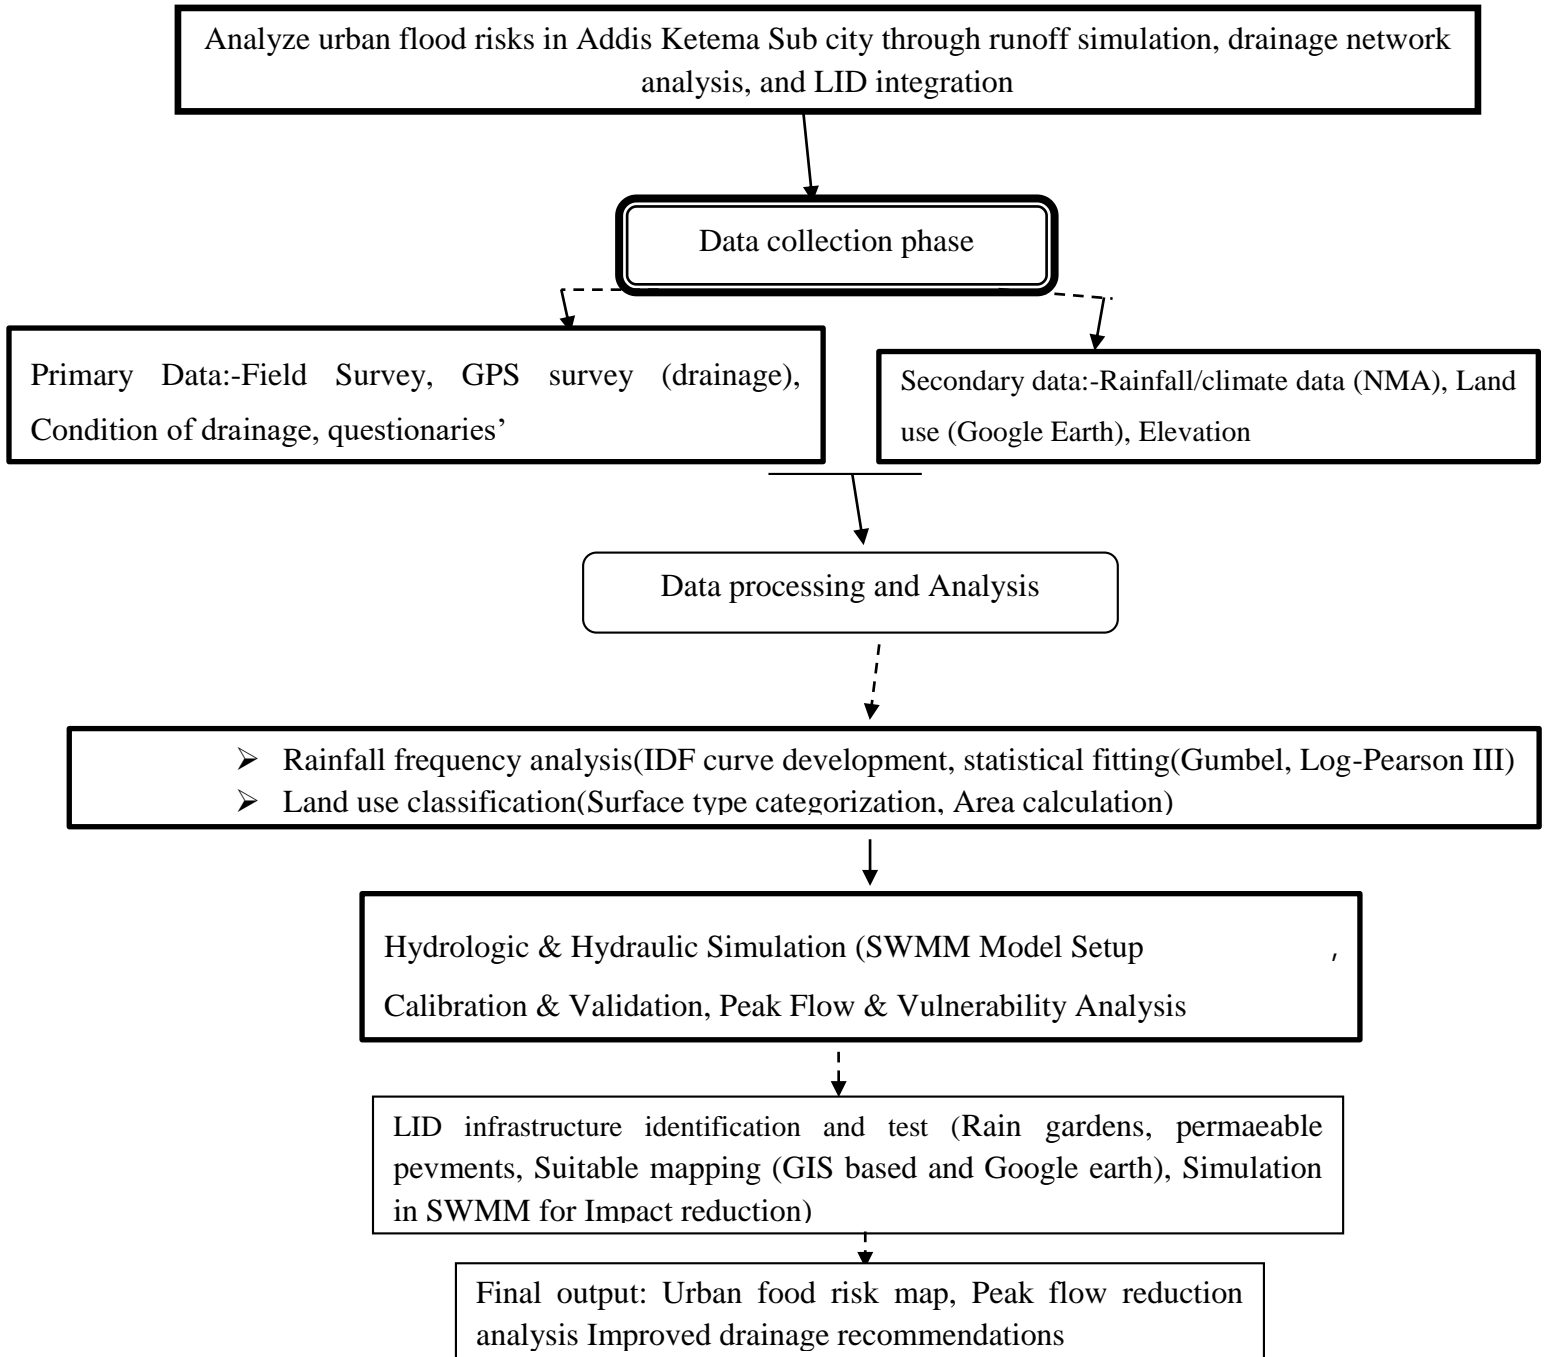 Analyze urban flood risks in Addis Ketema Sub city through runoff simulation, drainage network
analysis, and LID integration
Data collection phase
Primary Data:-Field Survey, GPS survey (drainage),
Condition of drainage, questionaries’
Secondary data:-Rainfall/climate data (NMA), Land
use (Google Earth), Elevation
Data processing and Analysis
➢ Rainfall frequency analysis(IDF curve development, statistical fitting(Gumbel, Log-Pearson III)
➢ Land use classification(Surface type categorization, Area calculation)
Hydrologic & Hydraulic Simulation (SWMM Model Setup ,
Calibration & Validation, Peak Flow & Vulnerability Analysis
LID infrastructure identification and test (Rain gardens, permaeable
pevments, Suitable mapping (GIS based and Google earth), Simulation
in SWMM for Impact reduction)
Final output: Urban food risk map, Peak flow reduction
analysis Improved drainage recommendations